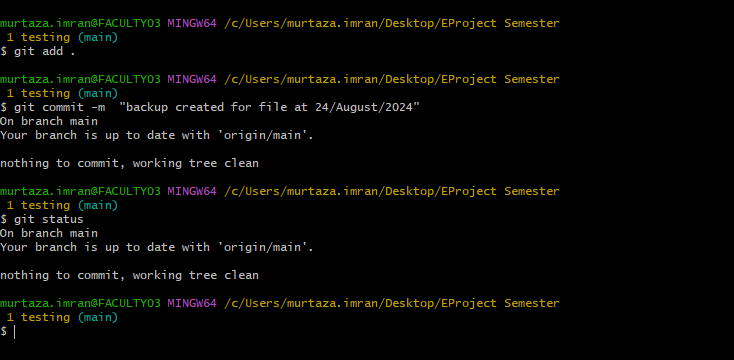 murtaza.imran@FACULTY03 MINGW64 /c/Users/murtaza.imran/Desktop/EProject Semester
1 testing (main)
$ git add .
murtaza.imran@FACULTY03 MINGW64 /c/Users/murtaza.imran/Desktop/EProject Semester
1 testing (main)
$ git commit -m  "backup created for file at 24/August/2024"
On branch main
Your branch is up to date with 'origin/main'.
nothing to commit, working tree clean
murtaza.imran@FACULTY03 MINGW64 /c/Users/murtaza.imran/Desktop/EProject Semester
1 testing (main)
$ git status
On branch main
Your branch is up to date with 'origin/main'.
nothing to commit, working tree clean
murtaza.imran@FACULTY03 MINGW64 /c/Users/murtaza.imran/Desktop/EProject Semester
1 testing (main)
$